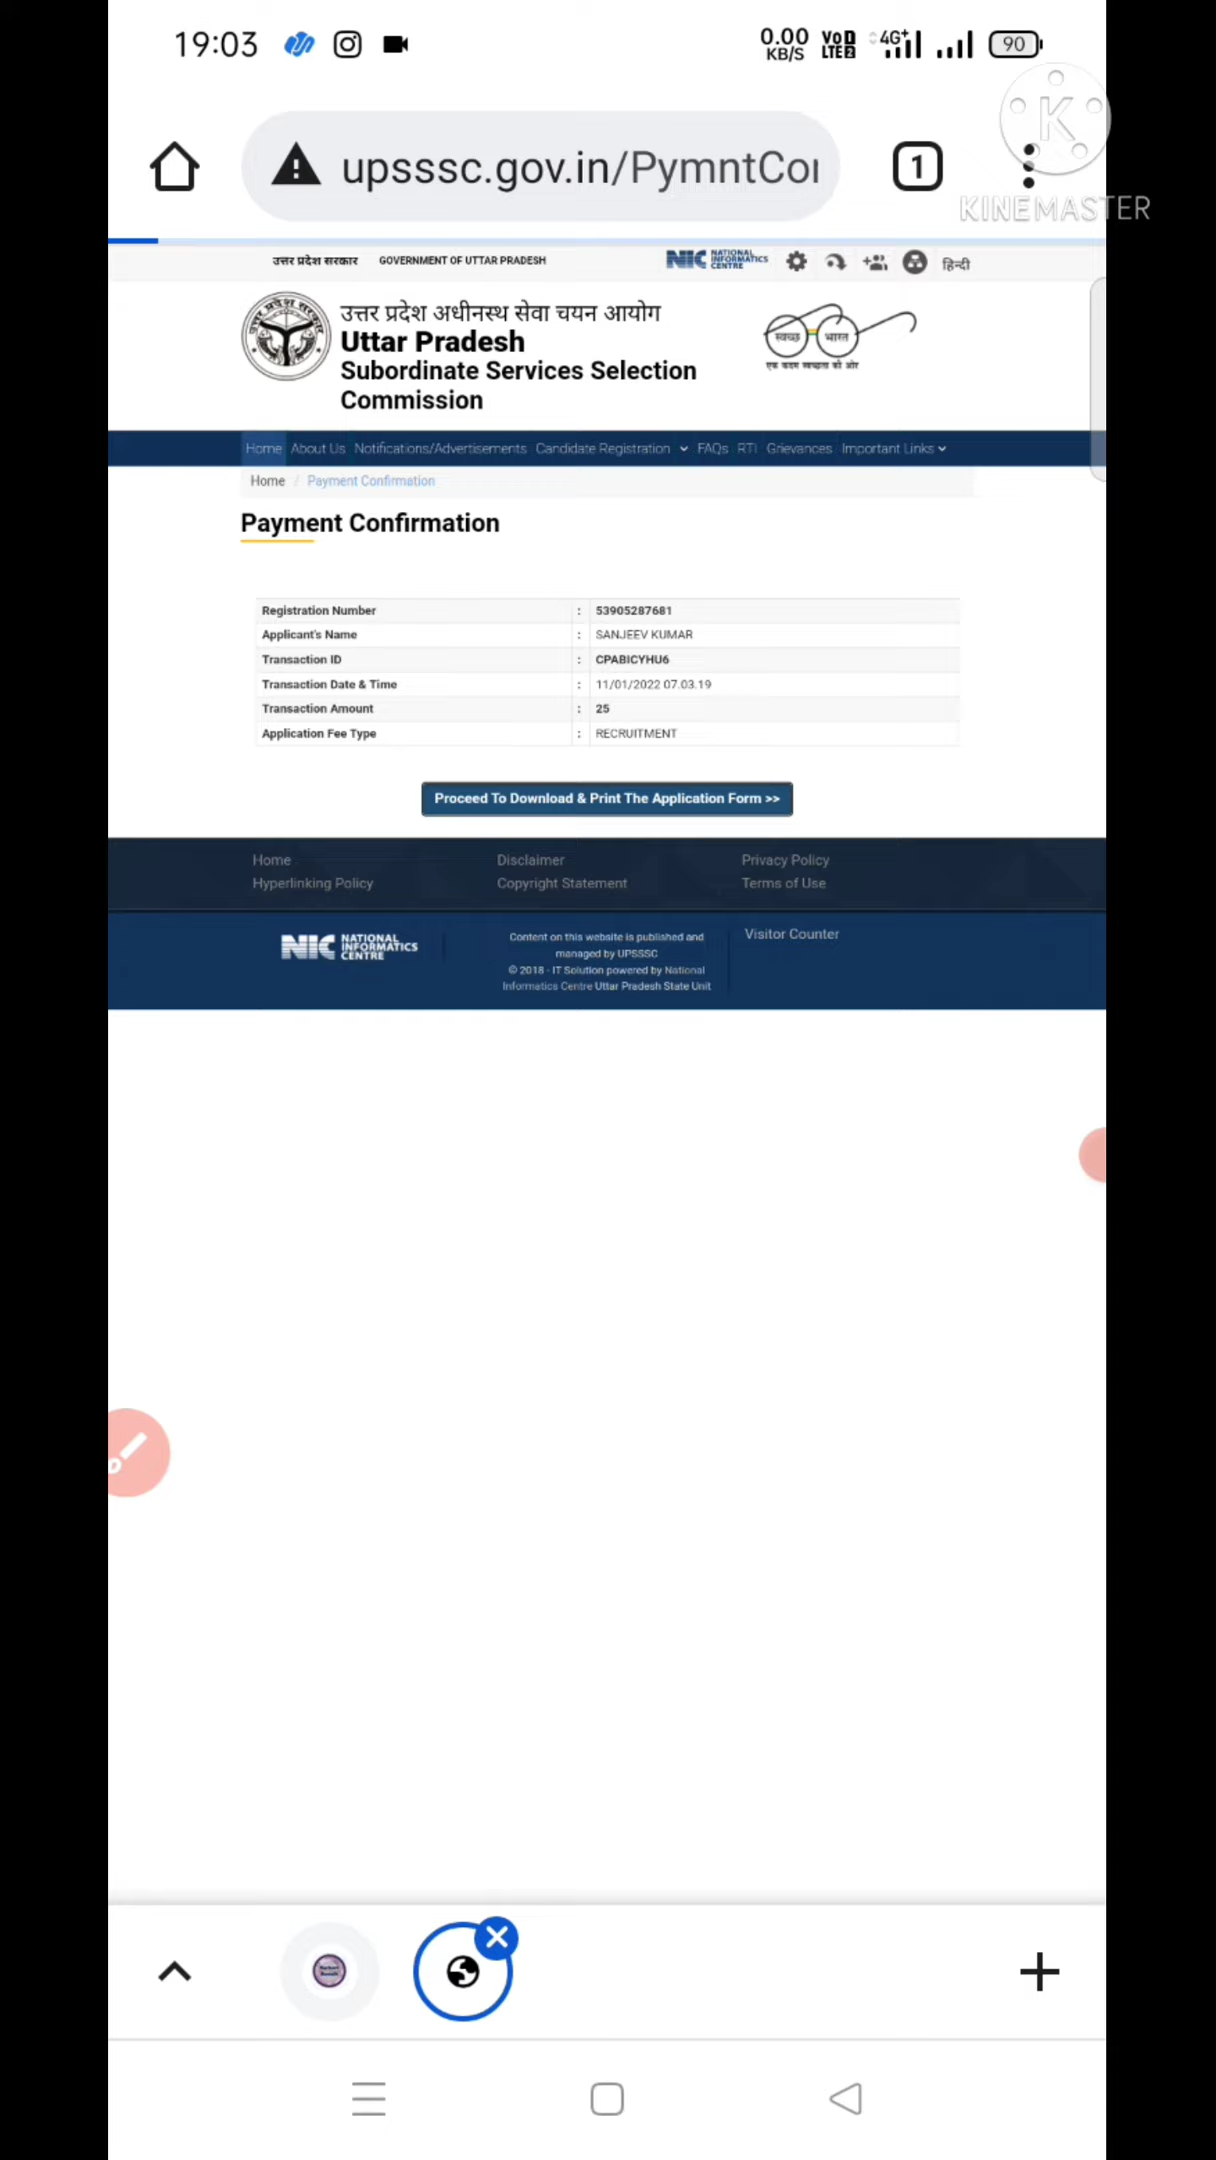 19:03
0.00 KB/S
VoD LTE2
4G+
90
K
KINEMASTER
upsssc.gov.in/PymntCo
1
उत्तर प्रदेश सरकार GOVERNMENT OF UTTAR PRADESH
NIC NATIONAL INFORMATICS CENTRE
हिन्दी
उत्तर प्रदेश अधीनस्थ सेवा चयन आयोग
Uttar Pradesh
Subordinate Services Selection
Commission
स्वच्छ भारत
एक कदम स्वच्छता की ओर
Home About Us Notifications/Advertisements Candidate Registration FAQs RTI Grievances Important Links
Home / Payment Confirmation
Payment Confirmation
Registration Number : 53905287681
Applicant's Name : SANJEEV KUMAR
Transaction ID : CPABICYHU6
Transaction Date & Time : 11/01/2022 07.03.19
Transaction Amount : 25
Application Fee Type : RECRUITMENT
Proceed To Download & Print The Application Form >>
Home Disclaimer Privacy Policy
Hyperlinking Policy Copyright Statement Terms of Use
NIC NATIONAL INFORMATICS CENTRE
Content on this website is published and
managed by UPSSSC
© 2018 - IT Solution powered by National
Informatics Centre Uttar Pradesh State Unit
Visitor Counter